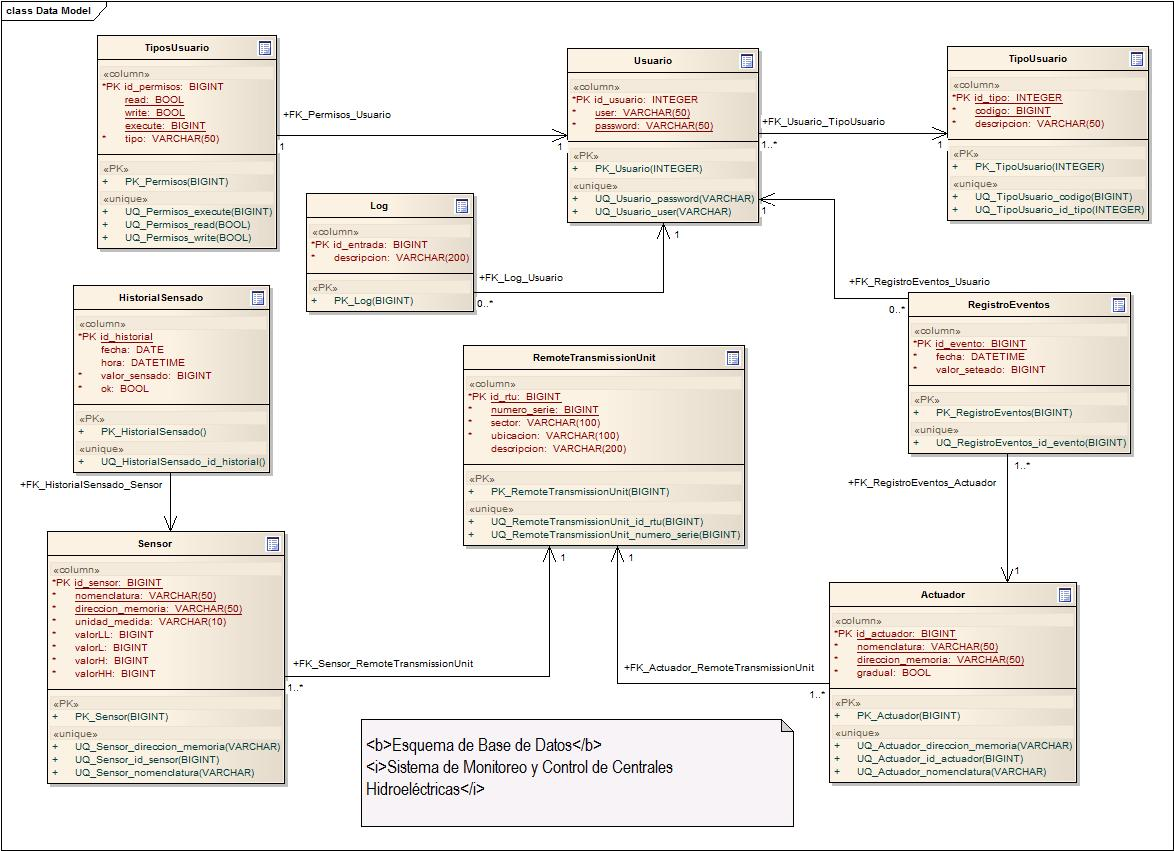 class Data Model
TiposUsuario
«column»
*PK id_permisos: BIGINT
read: BOOL
write: BOOL
execute: BIGINT
* tipo: VARCHAR(50)
«PK»
+ PK_Permisos(BIGINT)
«unique»
+ UQ_Permisos_execute(BIGINT)
+ UQ_Permisos_read(BOOL)
+ UQ_Permisos_write(BOOL)
+FK_Permisos_Usuario
1
1
Usuario
«column»
*PK id_usuario: INTEGER
* user: VARCHAR(50)
* password: VARCHAR(50)
«PK»
+ PK_Usuario(INTEGER)
«unique»
+ UQ_Usuario_password(VARCHAR)
+ UQ_Usuario_user(VARCHAR)
+FK_Usuario_TipoUsuario
1..*
1
TipoUsuario
«column»
*PK id_tipo: INTEGER
* codigo: BIGINT
* descripcion: VARCHAR(50)
«PK»
+ PK_TipoUsuario(INTEGER)
«unique»
+ UQ_TipoUsuario_codigo(BIGINT)
+ UQ_TipoUsuario_id_tipo(INTEGER)
Log
«column»
*PK id_entrada: BIGINT
* descripcion: VARCHAR(200)
«PK»
+ PK_Log(BIGINT)
+FK_Log_Usuario
0..*
1
1
+FK_RegistroEventos_Usuario
0..*
HistorialSensado
«column»
*PK id_historial
fecha: DATE
hora: DATETIME
* valor_sensado: BIGINT
* ok: BOOL
«PK»
+ PK_HistorialSensado()
«unique»
+ UQ_HistorialSensado_id_historial()
+FK_HistorialSensado_Sensor
RemoteTransmissionUnit
«column»
*PK id_rtu: BIGINT
* numero_serie: BIGINT
* sector: VARCHAR(100)
* ubicacion: VARCHAR(100)
descripcion: VARCHAR(200)
«PK»
+ PK_RemoteTransmissionUnit(BIGINT)
«unique»
+ UQ_RemoteTransmissionUnit_id_rtu(BIGINT)
+ UQ_RemoteTransmissionUnit_numero_serie(BIGINT)
1
1
RegistroEventos
«column»
*PK id_evento: BIGINT
* fecha: DATETIME
* valor_seteado: BIGINT
«PK»
+ PK_RegistroEventos(BIGINT)
«unique»
+ UQ_RegistroEventos_id_evento(BIGINT)
1..*
+FK_RegistroEventos_Actuador
1
Sensor
«column»
*PK id_sensor: BIGINT
* nomenclatura: VARCHAR(50)
* direccion_memoria: VARCHAR(50)
* unidad_medida: VARCHAR(10)
* valorLL: BIGINT
* valorL: BIGINT
* valorH: BIGINT
* valorHH: BIGINT
«PK»
+ PK_Sensor(BIGINT)
«unique»
+ UQ_Sensor_direccion_memoria(VARCHAR)
+ UQ_Sensor_id_sensor(BIGINT)
+ UQ_Sensor_nomenclatura(VARCHAR)
+FK_Sensor_RemoteTransmissionUnit
1..*
+FK_Actuador_RemoteTransmissionUnit
1..*
Actuador
«column»
*PK id_actuador: BIGINT
* nomenclatura: VARCHAR(50)
* direccion_memoria: VARCHAR(50)
* gradual: BOOL
«PK»
+ PK_Actuador(BIGINT)
«unique»
+ UQ_Actuador_direccion_memoria(VARCHAR)
+ UQ_Actuador_id_actuador(BIGINT)
+ UQ_Actuador_nomenclatura(VARCHAR)
<b>Esquema de Base de Datos</b>
<i>Sistema de Monitoreo y Control de Centrales
Hidroeléctricas</i>